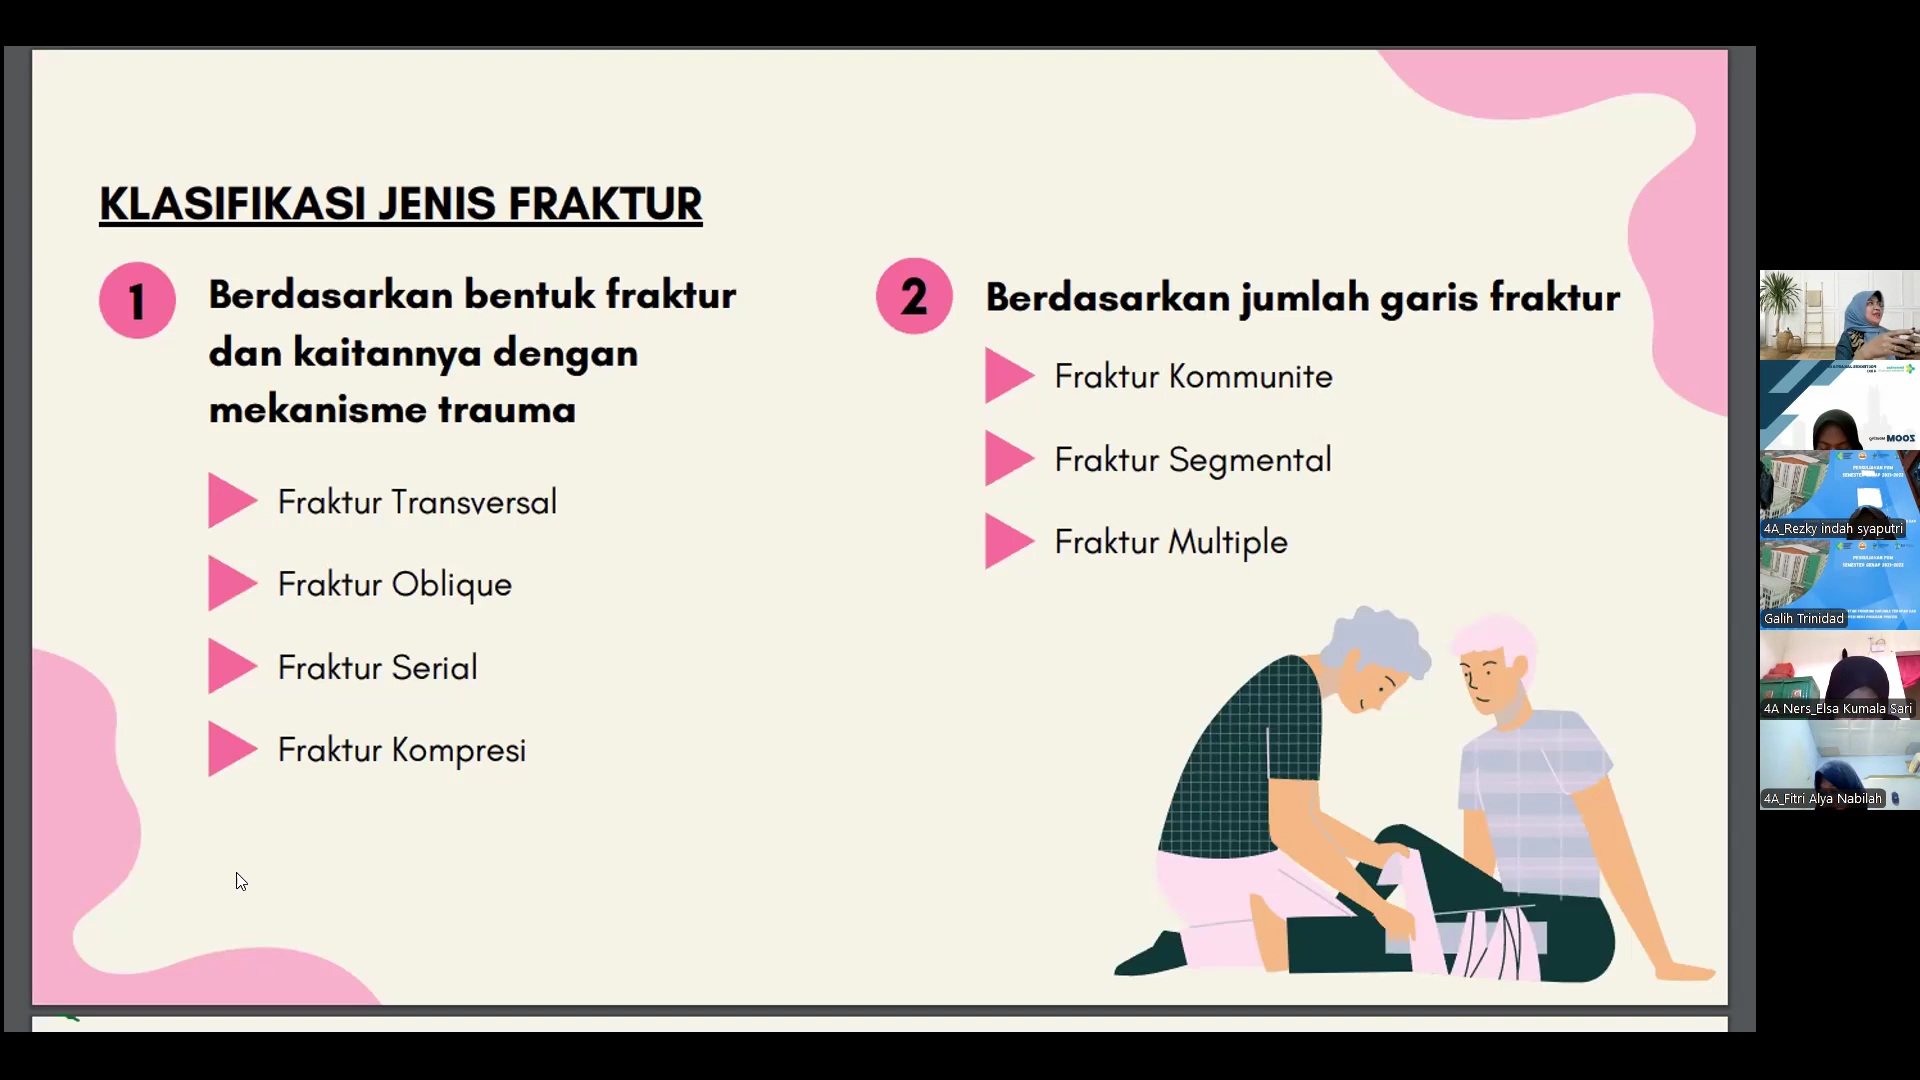 KLASIFIKASI JENIS FRAKTUR
1
Berdasarkan bentuk fraktur
dan kaitannya dengan
mekanisme trauma
Fraktur Transversal
Fraktur Oblique
Fraktur Serial
Fraktur Kompresi
2
Berdasarkan jumlah garis fraktur
Fraktur Kommunite
Fraktur Segmental
Fraktur Multiple
ZOOM
4A_Rezky indah syaputri
Galih Trinidad
4A Ners_Elsa Kumala Sari
4A_Fitri Alya Nabilah